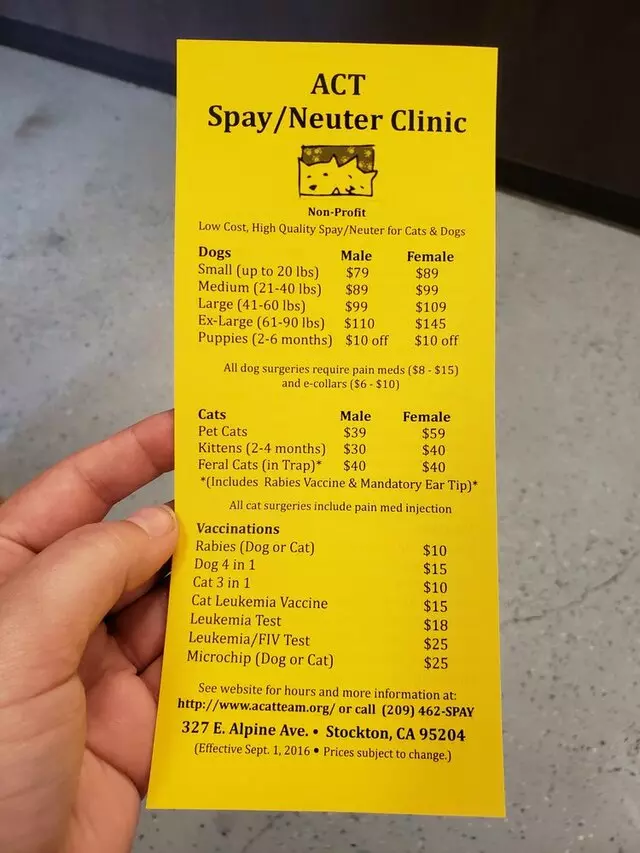 ACT
Spay/Neuter Clinic
Non-Profit
Low Cost, High Quality Spay/Neuter for Cats & Dogs
Dogs Male Female
Small (up to 20 lbs) $79 $89
Medium (21-40 lbs) $89 $99
Large (41-60 lbs) $99 $109
Ex-Large (61-90 lbs) $110 $145
Puppies (2-6 months) $10 off $10 off
All dog surgeries require pain meds ($8 - $15)
and e-collars ($6 - $10)
Cats Male Female
Pet Cats $39 $59
Kittens (2-4 months) $30 $40
Feral Cats (in Trap)* $40 $40
*(Includes Rabies Vaccine & Mandatory Ear Tip)*
All cat surgeries include pain med injection
Vaccinations
Rabies (Dog or Cat) $10
Dog 4 in 1 $15
Cat 3 in 1 $10
Cat Leukemia Vaccine $15
Leukemia Test $18
Leukemia/FIV Test $25
Microchip (Dog or Cat) $25
See website for hours and more information at:
http://www.acatteam.org/ or call (209) 462-SPAY
327 E. Alpine Ave. • Stockton, CA 95204
(Effective Sept. 1, 2016 • Prices subject to change.)